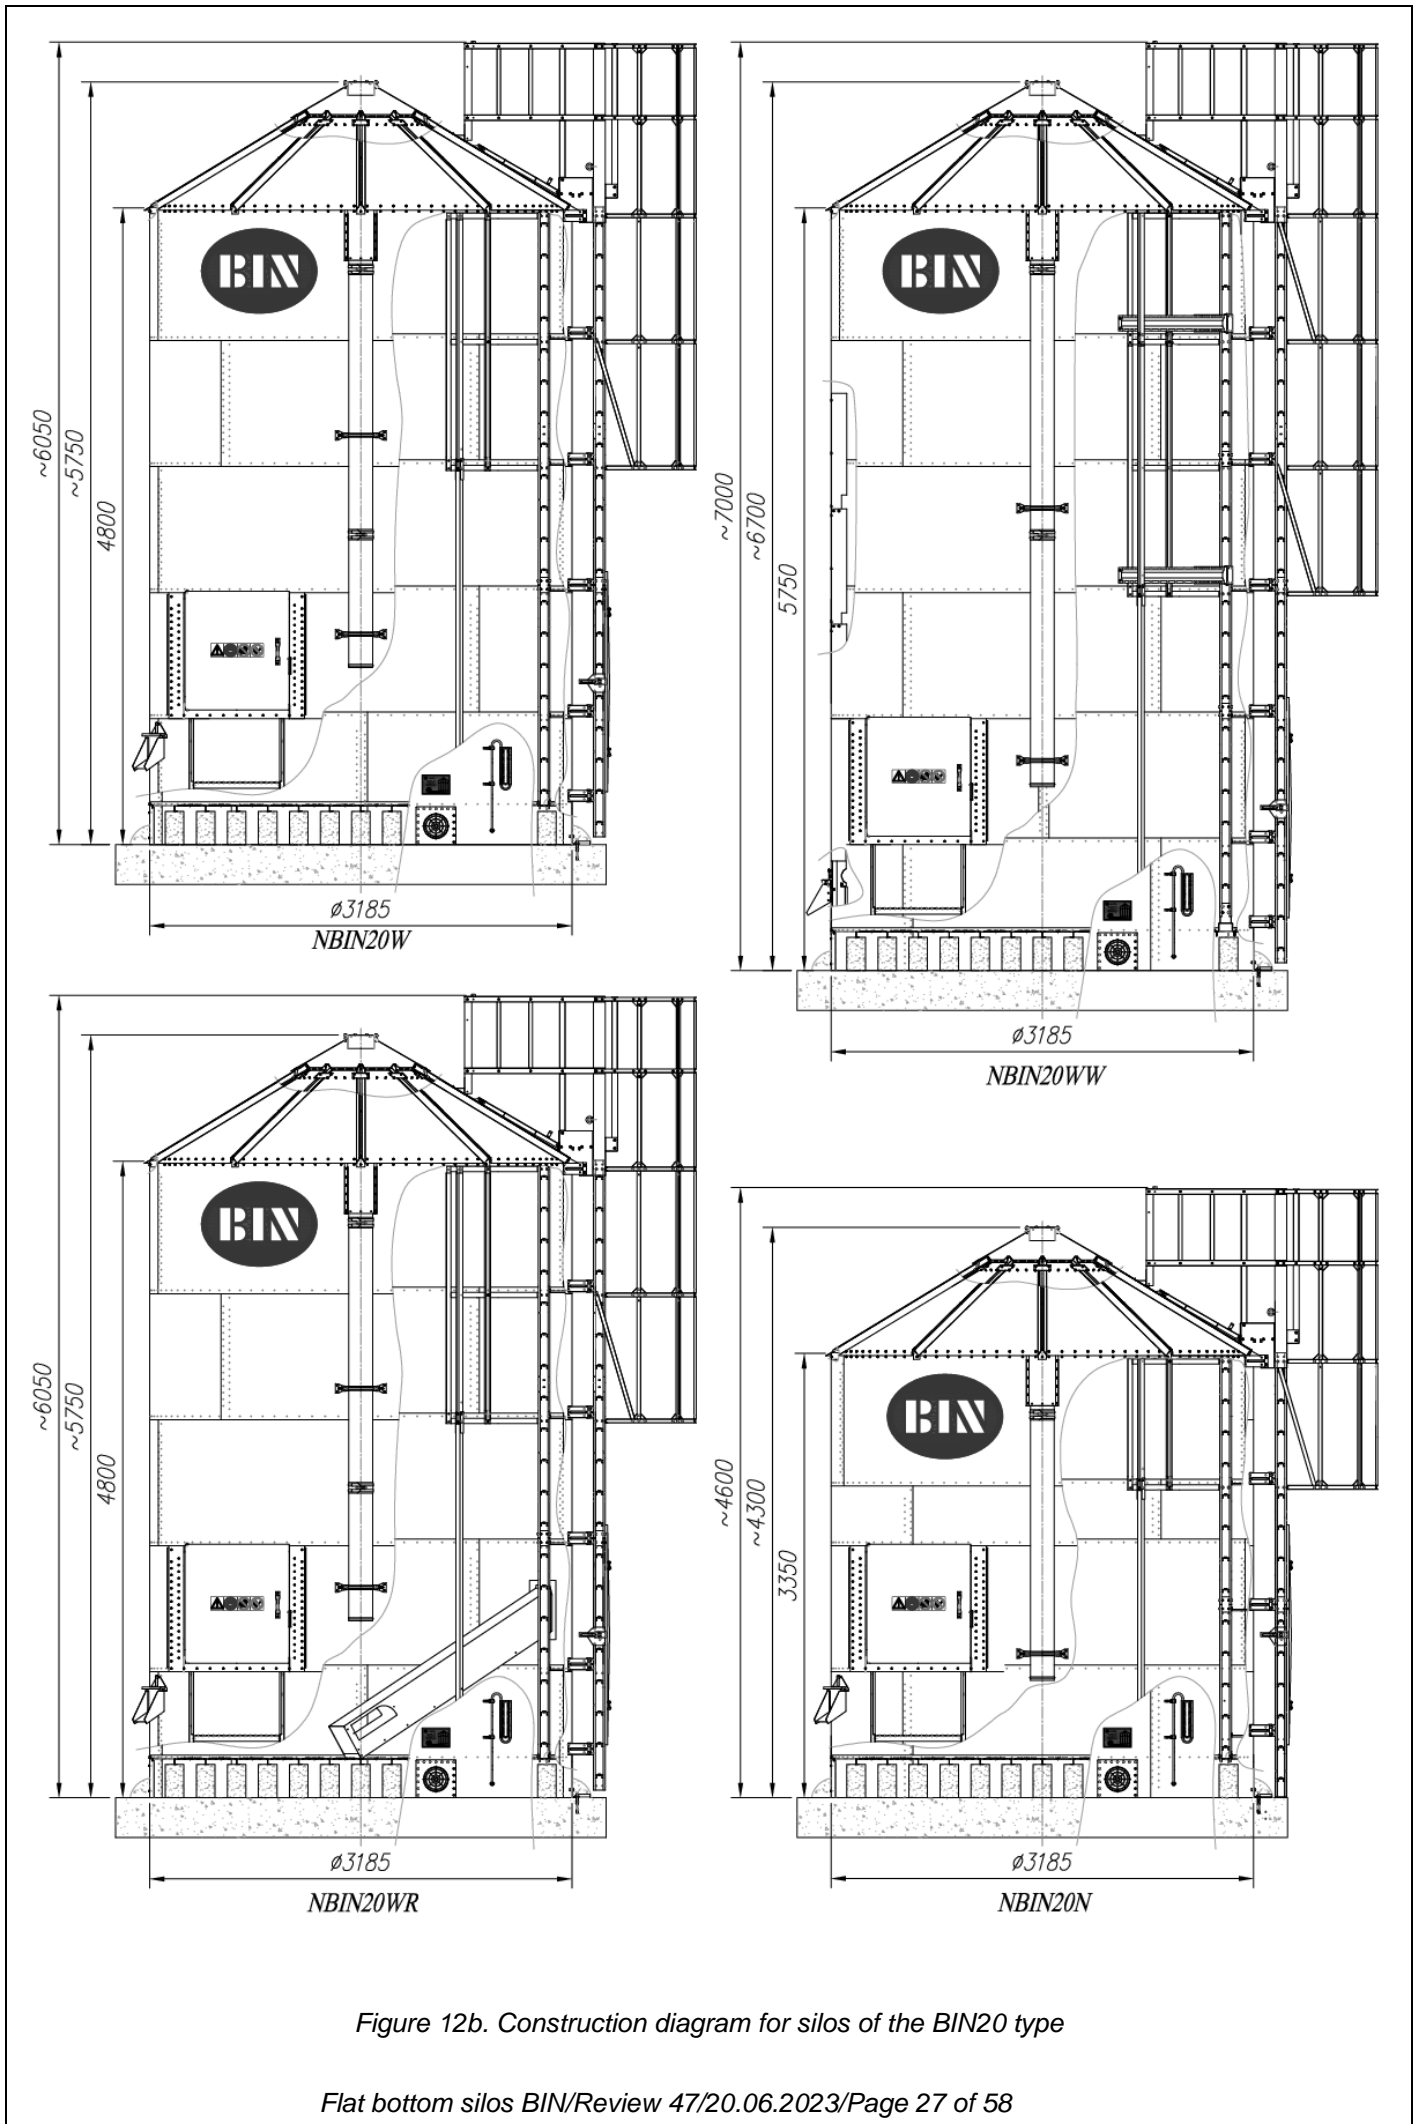 BIN
~6050
~5750
4800
ø3185
NBIN20W
BIN
~7000
~6700
5750
ø3185
NBIN20WW
BIN
~6050
~5750
4800
ø3185
NBIN20WR
BIN
~4600
~4300
3350
ø3185
NBIN20N
Figure 12b. Construction diagram for silos of the BIN20 type
Flat bottom silos BIN/Review 47/20.06.2023/Page 27 of 58